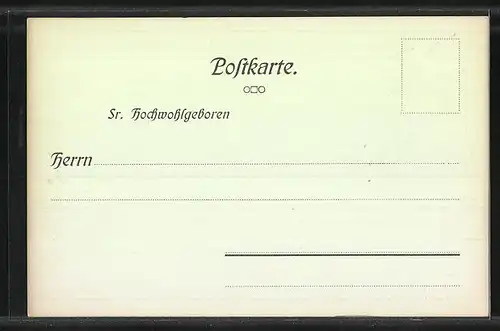 Postkarte.
Sr. Hochwohlgeboren
Herrn